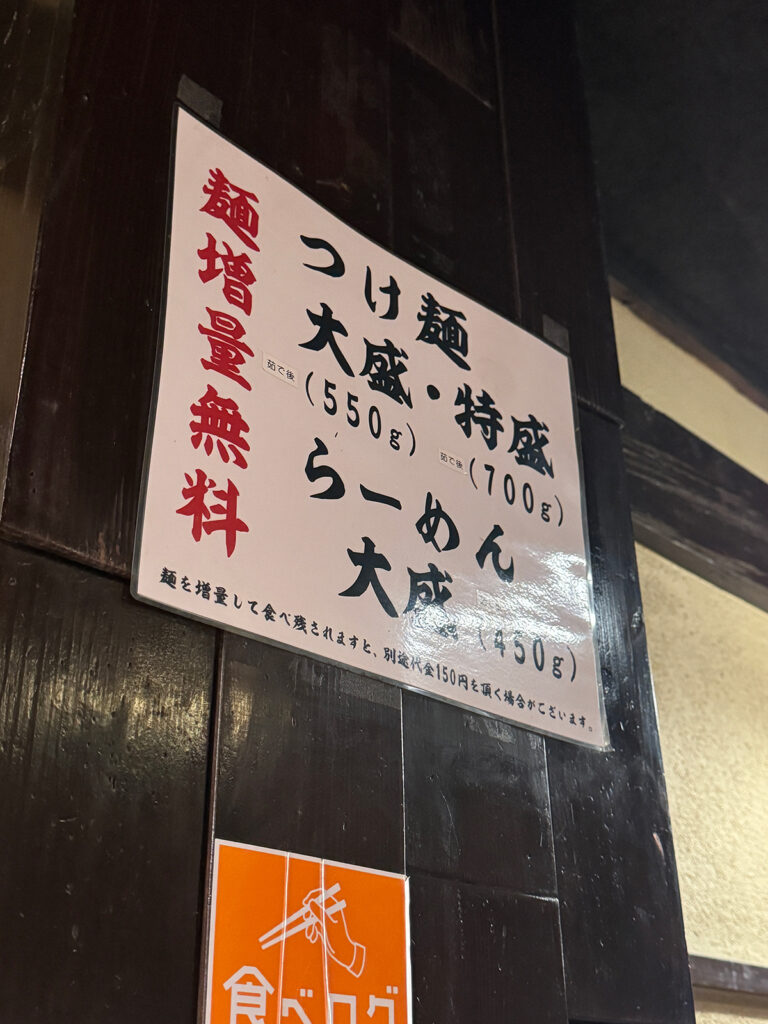 麺増量無料
つけ麺
大盛・特盛
茹で後
(550g)
茹で後
(700g)
らーめん
大盛
(450g)
麺を増量して食べ残されますと、別途代金150円を頂く場合がございます。
食べログ